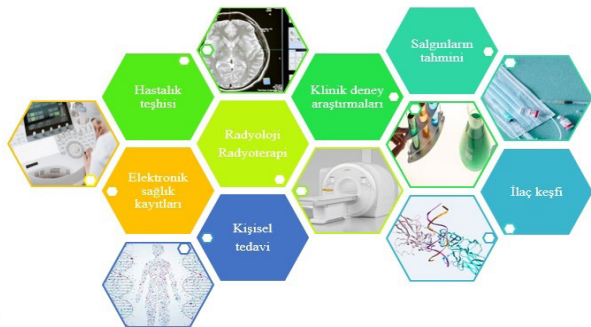 Salgınların
tahmini
Hastalık
teşhisi
Klinik deney
araştırmaları
Radyoloji
Radyoterapi
Elektronik
sağlık
kayıtları
İlaç keşfi
Kişisel
tedavi